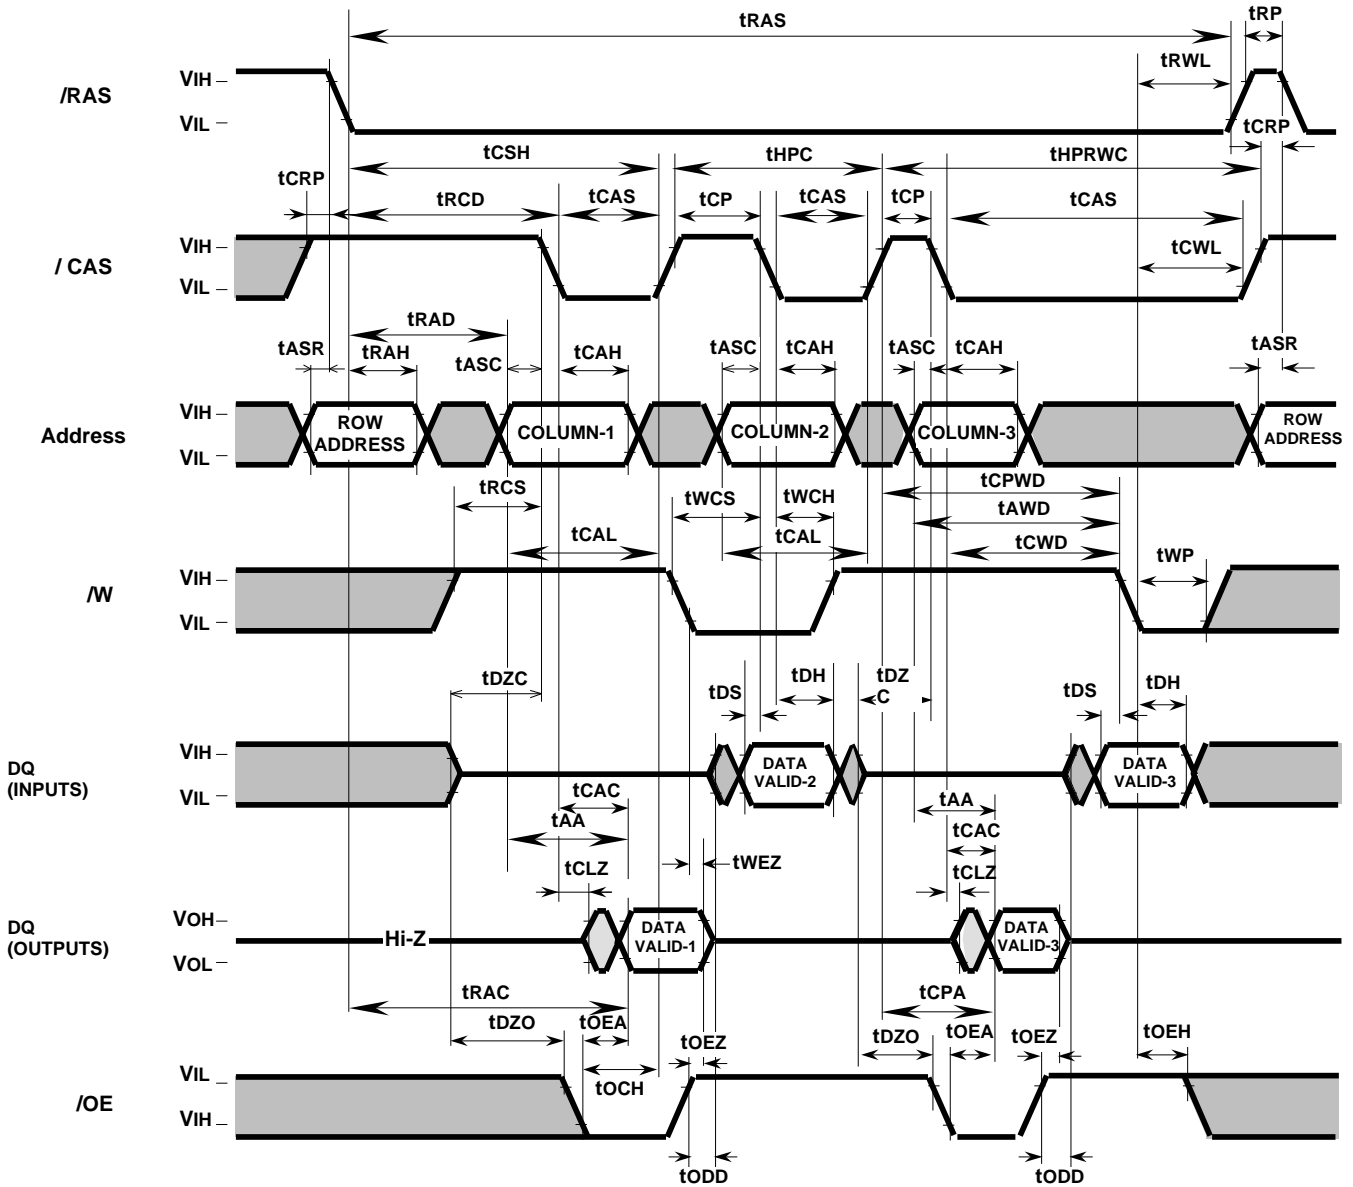 tRAS
tRP
tRWL
/RAS
VIH
VIL
tCRP
tCSH
tHPC
tHPRWC
tCRP
tRCD
tCAS
tCP
tCAS
tCP
tCAS
/ CAS
VIH
VIL
tCWL
tRAD
tASR
tRAH
tASC
tCAH
tASC
tCAH
tASC
tCAH
tASR
Address
VIH
VIL
ROW
ADDRESS
COLUMN-1
COLUMN-2
COLUMN-3
ROW
ADDRESS
tRCS
tWCS
tWCH
tCPWD
tAWD
tCAL
tCAL
tCWD
tWP
/W
VIH
VIL
tDZC
tDS
tDH
tDZ
C
tDS
tDH
DQ
(INPUTS)
VIH
VIL
DATA
VALID-2
DATA
VALID-3
tCAC
tAA
tAA
tCAC
tWEZ
tCLZ
tCLZ
DQ
(OUTPUTS)
VOH
VOL
Hi-Z
DATA
VALID-1
DATA
VALID-3
tRAC
tCPA
tDZO
tOEA
tOEZ
tDZO
tOEA
tOEZ
tOEH
tOCH
/OE
VIL
VIH
tODD
tODD